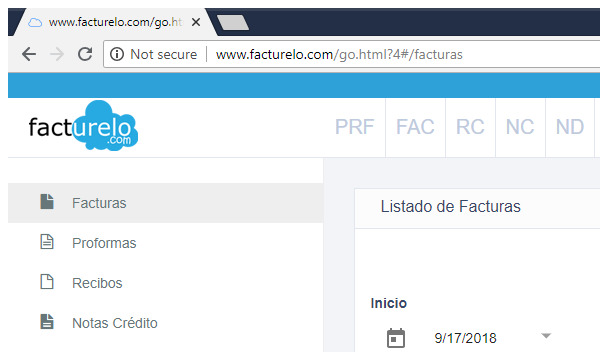 www.facturelo.com/go.ht
Not secure | www.facturelo.com/go.html?4#/facturas
facturelo
.com
PRF FAC RC NC ND
Facturas
Proformas
Recibos
Notas Crédito
Listado de Facturas
Inicio
9/17/2018